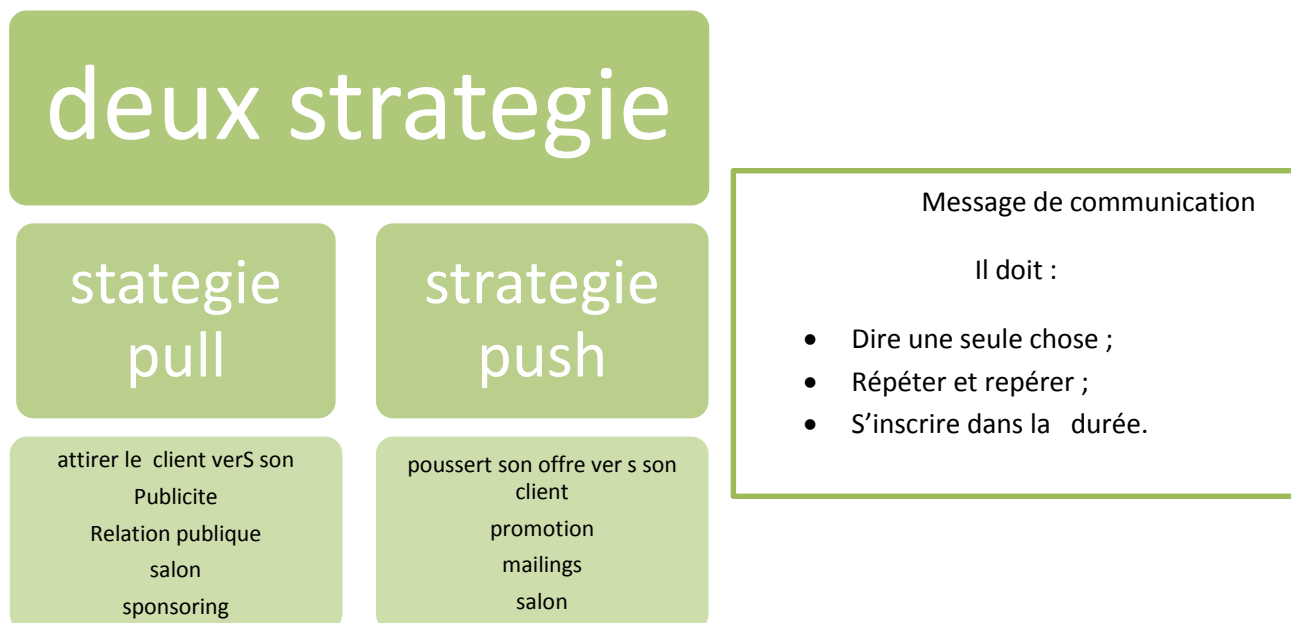 deux strategie
stategie
pull
attirer le client verS son
Publicite
Relation publique
salon
sponsoring
strategie
push
poussert son offre ver s son
client
promotion
mailings
salon
Message de communication
Il doit :
• Dire une seule chose ;
• Répéter et repérer ;
• S’inscrire dans la durée.